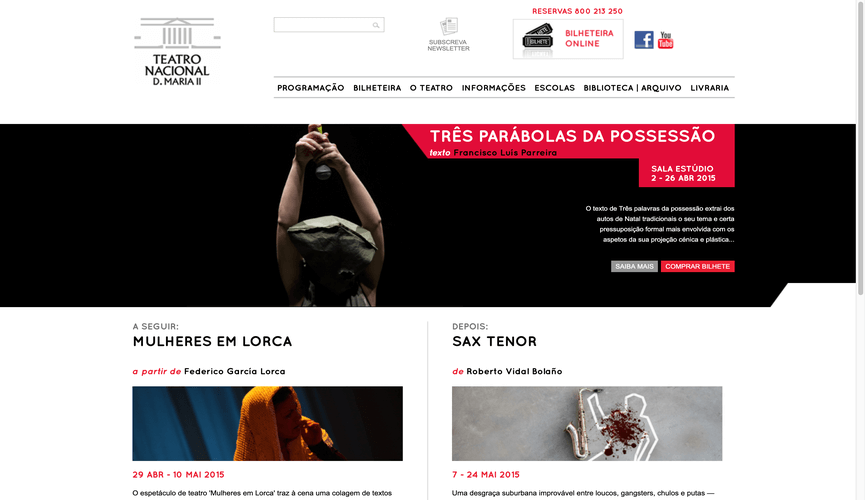 RESERVAS 800 213 250
SUBSCREVA
NEWSLETTER
BILHETE
BILHETEIRA
ONLINE
You
Tube
TEATRO
NACIONAL
D. MARIA II
PROGRAMAÇÃO BILHETEIRA O TEATRO INFORMAÇÕES ESCOLAS BIBLIOTECA | ARQUIVO LIVRARIA
TRÊS PARÁBOLAS DA POSSESSÃO
texto Francisco Luís Parreira
SALA ESTÚDIO
2 - 26 ABR 2015
O texto de Três palavras da possessão extrai dos
autos de Natal tradicionais o seu tema e certa
pressuposição formal mais envolvida com os
aspetos da sua projeção cénica e plástica...
SAIBA MAIS COMPRAR BILHETE
A SEGUIR:
MULHERES EM LORCA
a partir de Federico García Lorca
29 ABR - 10 MAI 2015
O espetáculo de teatro 'Mulheres em Lorca' traz à cena uma colagem de textos
DEPOIS:
SAX TENOR
de Roberto Vidal Bolaño
7 - 24 MAI 2015
Uma desgraça suburbana improvável entre loucos, gangsters, chulos e putas —